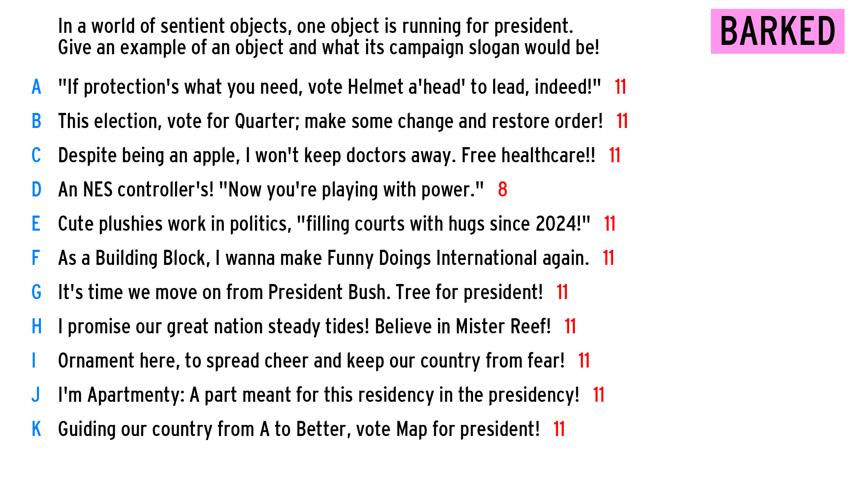 In a world of sentient objects, one object is running for president.
Give an example of an object and what its campaign slogan would be!
BARKED
A "If protection's what you need, vote Helmet a'head' to lead, indeed!" 11
B This election, vote for Quarter; make some change and restore order! 11
C Despite being an apple, I won't keep doctors away. Free healthcare!! 11
D An NES controller's! "Now you're playing with power." 8
E Cute plushies work in politics, "filling courts with hugs since 2024!" 11
F As a Building Block, I wanna make Funny Doings International again. 11
G It's time we move on from President Bush. Tree for president! 11
H I promise our great nation steady tides! Believe in Mister Reef! 11
I Ornament here, to spread cheer and keep our country from fear! 11
J I'm Apartmenty: A part meant for this residency in the presidency! 11
K Guiding our country from A to Better, vote Map for president! 11